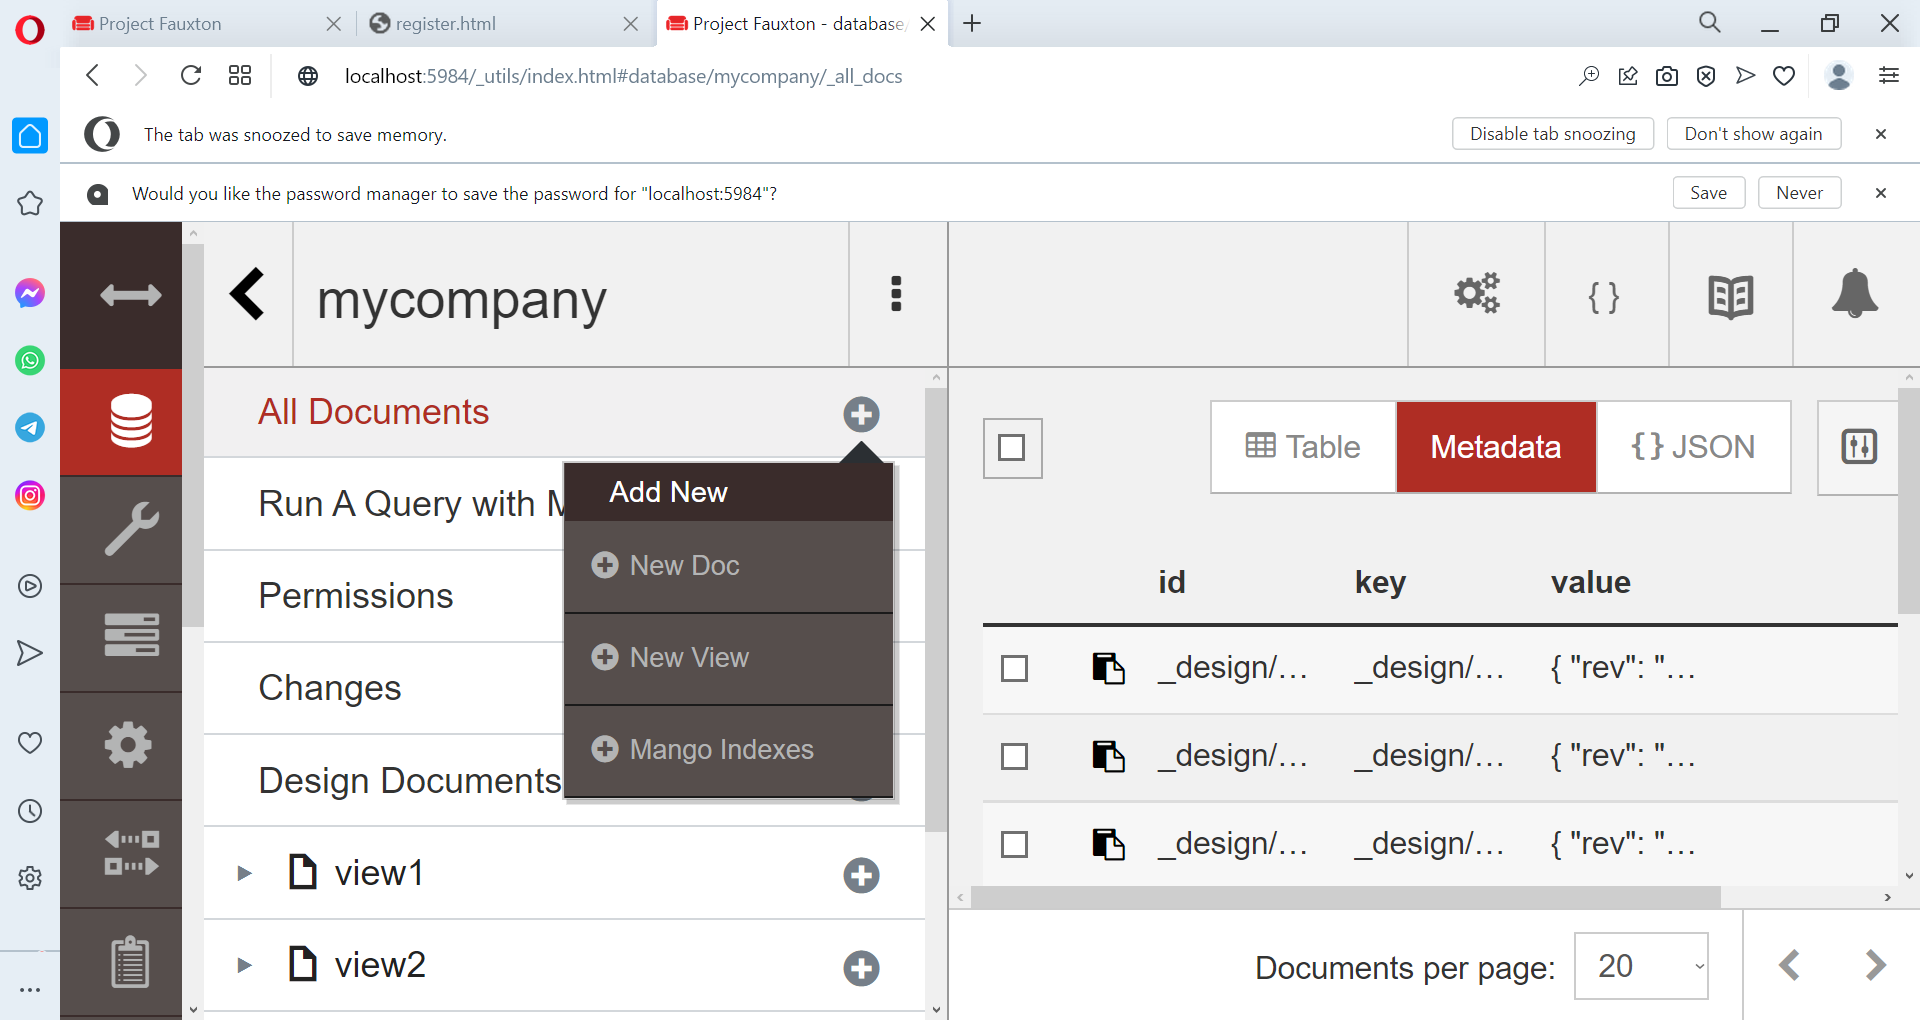 Project Fauxton
register.html
Project Fauxton - database/
localhost:5984/_utils/index.html#database/mycompany/_all_docs
The tab was snoozed to save memory.
Disable tab snoozing
Don't show again
Would you like the password manager to save the password for "localhost:5984"?
Save
Never
mycompany
{ }
All Documents
Table
Metadata
{ } JSON
Run A Query with M
Add New
New Doc
New View
Mango Indexes
Permissions
Changes
Design Documents
view1
view2
id key value
_design/... _design/... { "rev": "...
_design/... _design/... { "rev": "...
_design/... _design/... { "rev": "...
Documents per page: 20